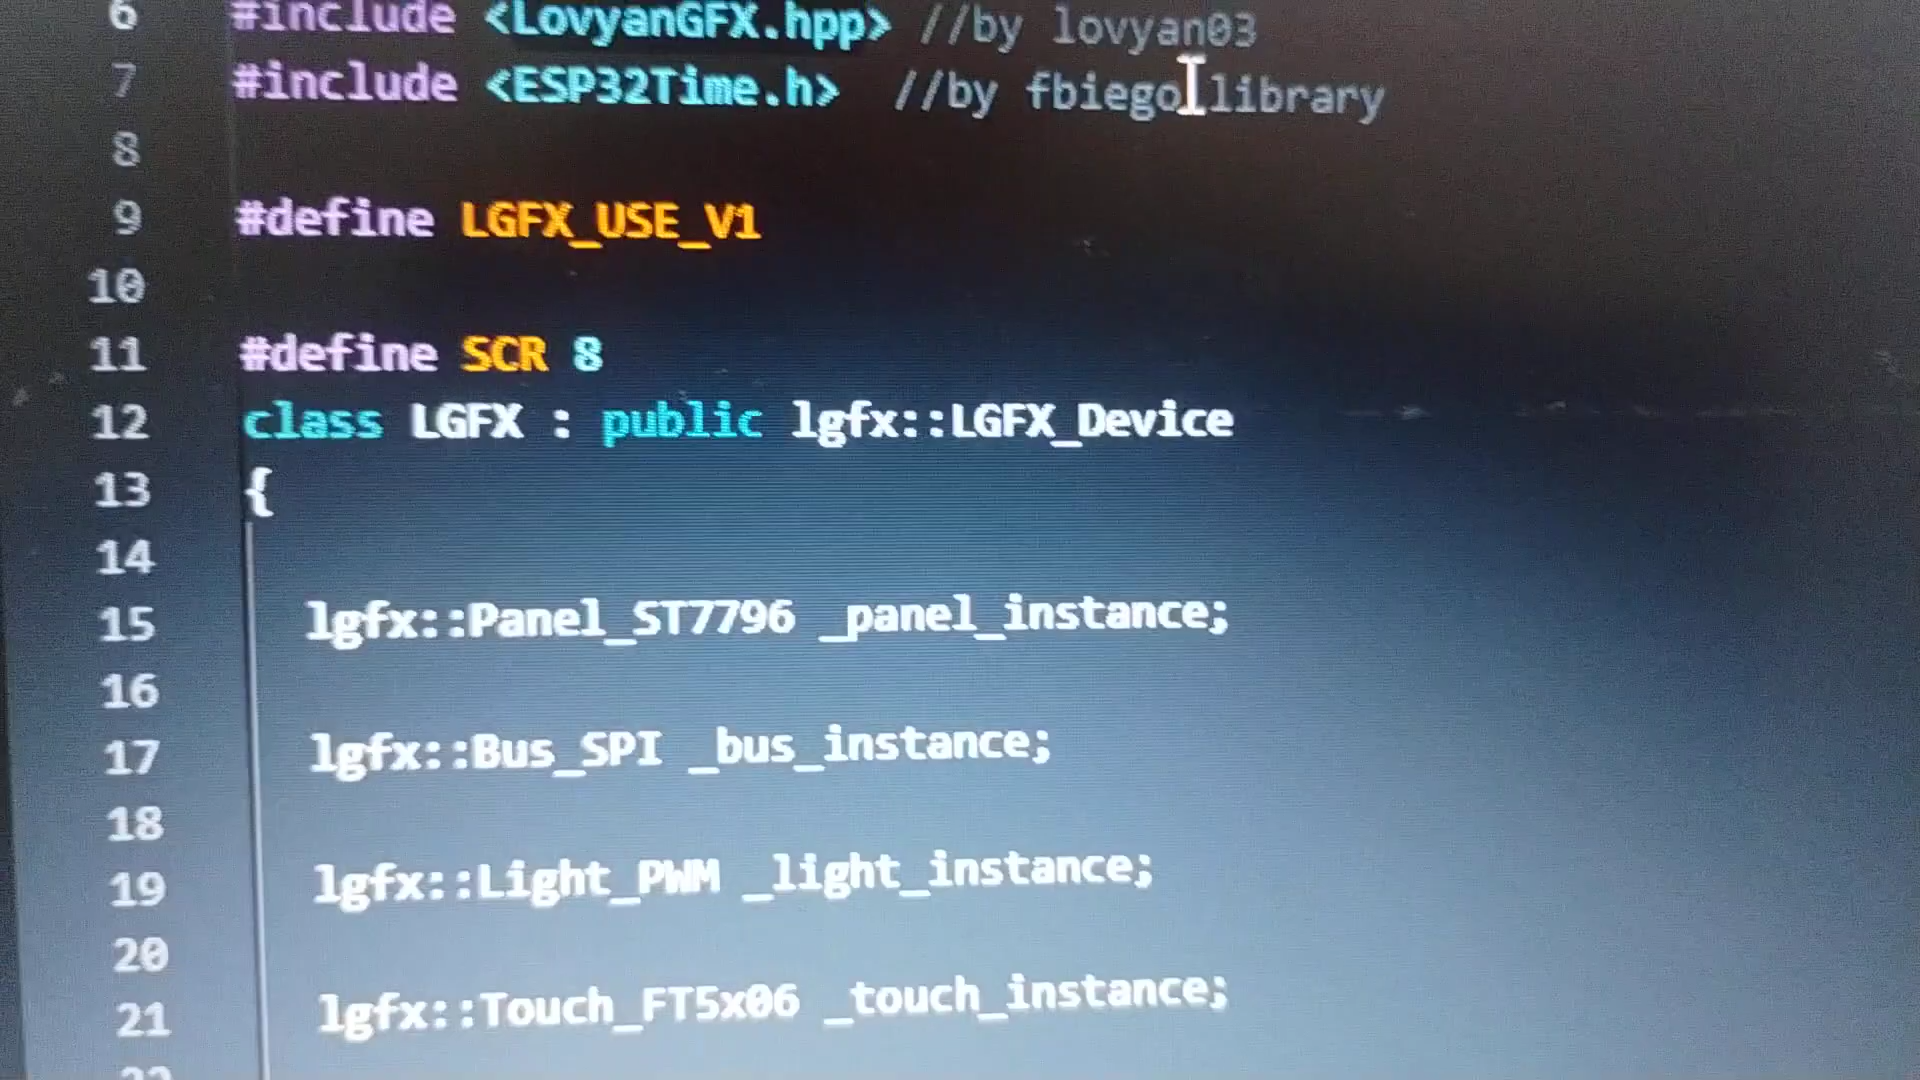 6 #include <LovyanGFX.hpp> //by lovyan03
7 #include <ESP32Time.h> //by fbiego library
8
9 #define LGFX_USE_V1
10
11 #define SCR 8
12 class LGFX : public lgfx::LGFX_Device
13 {
14
15 lgfx::Panel_ST7796 _panel_instance;
16
17 lgfx::Bus_SPI _bus_instance;
18
19 lgfx::Light_PWM _light_instance;
20
21 lgfx::Touch_FT5x06 _touch_instance;
22